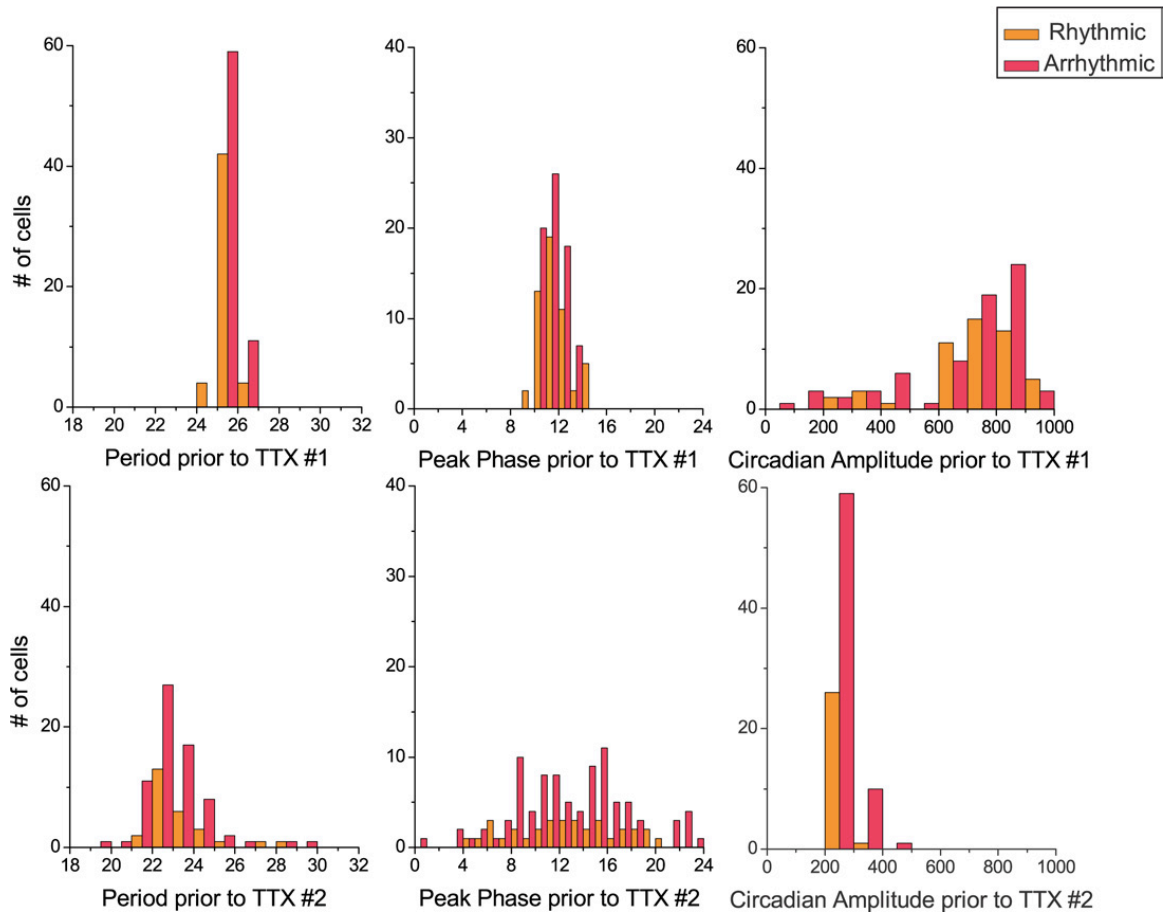 Rhythmic
Arrhythmic
60
40
20
0
# of cells
18 20 22 24 26 28 30 32
Period prior to TTX #1
40
30
20
10
0
0 4 8 12 16 20 24
Peak Phase prior to TTX #1
60
40
20
0
0 200 400 600 800 1000
Circadian Amplitude prior to TTX #1
60
40
20
0
# of cells
18 20 22 24 26 28 30 32
Period prior to TTX #2
40
30
20
10
0
0 4 8 12 16 20 24
Peak Phase prior to TTX #2
60
40
20
0
0 200 400 600 800 1000
Circadian Amplitude prior to TTX #2